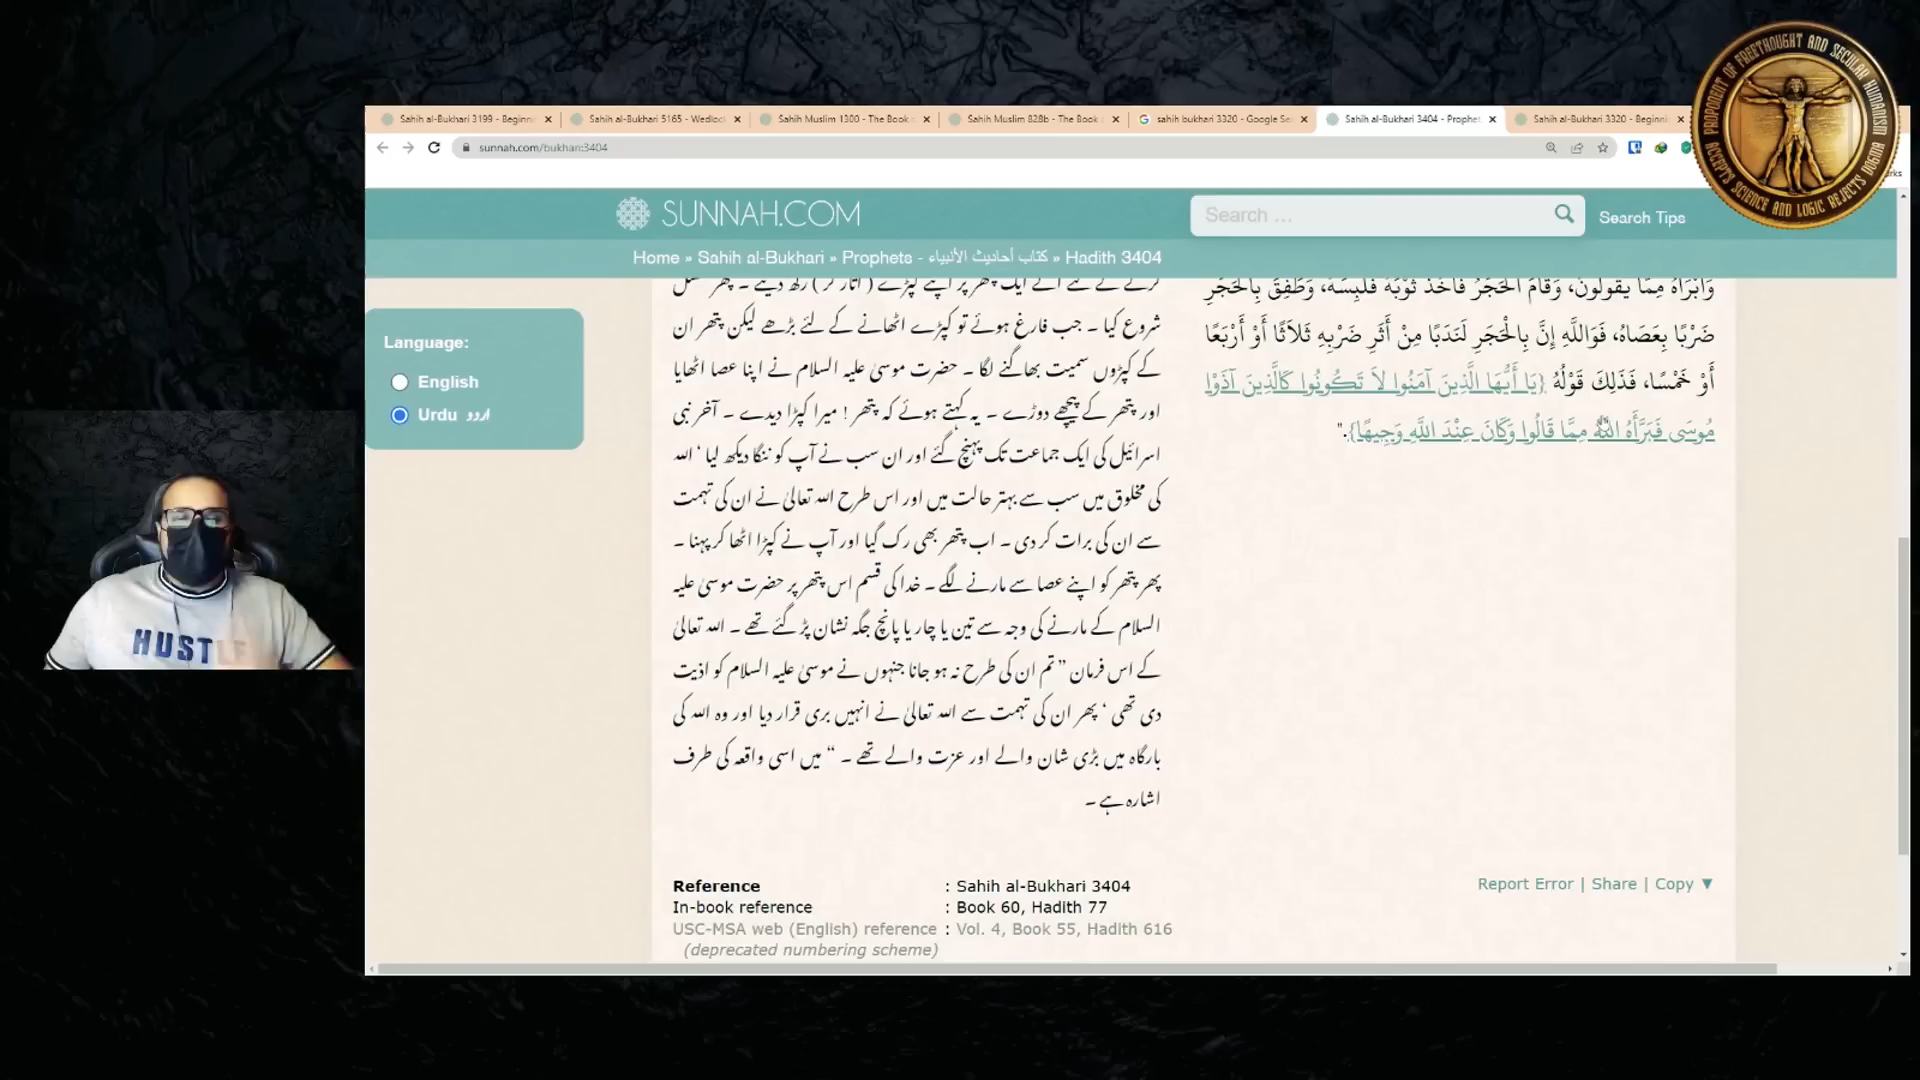 Sahih al-Bukhari 3199 - Beginn
Sahih al-Bukhari 5165 - Wedloc
Sahih Muslim 1300 - The Book
Sahih Muslim 828b - The Book
sahih bukhari 3320 - Google Se
Sahih al-Bukhari 3404 - Prophet
Sahih al-Bukhari 3320 - Beginni
sunnah.com/bukhari:3404
PROPONENT OF FREETHOUGHT AND SECULAR HUMANISM
ACCEPTS SCIENCE AND LOGIC REJECTS DOGMA
SUNNAH.COM
Search ...
Search Tips
Home » Sahih al-Bukhari » Prophets - كتاب أحاديث الأنبياء » Hadith 3404
Language:
English
Urdu اردو
HUSTLE
شروع کیا ۔ جب فارغ ہوئے تو کپڑے اٹھانے کے لئے بڑھے لیکن پتھر ان
کے کپڑوں سمیت بھاگنے لگا ۔ حضرت موسیٰ علیہ السلام نے اپنا عصا اٹھایا
اور پتھر کے پیچھے دوڑے ۔ یہ کہتے ہوئے کہ پتھر ! میرا کپڑا دیدے ۔ آخر بنی
اسرائیل کی ایک جماعت تک پہنچ گئے اور ان سب نے آپ کو ننگا دیکھ لیا ‘ اللہ
کی مخلوق میں سب سے بہتر حالت میں اور اس طرح اللہ تعالیٰ نے ان کی تہمت
سے ان کی برات کر دی ۔ اب پتھر بھی رک گیا اور آپ نے کپڑا اٹھا کر پہنا ۔
پھر پتھر کو اپنے عصا سے مارنے لگے ۔ خدا کی قسم اس پتھر پر حضرت موسیٰ علیہ
السلام کے مارنے کی وجہ سے تین یا چار یا پانچ جگہ نشان پڑ گئے تھے ۔ اللہ تعالیٰ
کے اس فرمان ” تم ان کی طرح نہ ہو جانا جنہوں نے موسیٰ علیہ السلام کو اذیت
دی تھی ‘ پھر ان کی تہمت سے اللہ تعالیٰ نے انہیں بری قرار دیا اور وہ اللہ کی
بارگاہ میں بڑی شان والے اور عزت والے تھے ۔ “ میں اسی واقعہ کی طرف
اشارہ ہے ۔
وَأَبْرَأَهُ مِمَّا يَقُولُونَ، وَقَامَ الْحَجَرُ فَأَخَذَ ثَوْبَهُ فَلَبِسَهُ، وَطَفِقَ بِالْحَجَرِ
ضَرْبًا بِعَصَاهُ، فَوَاللَّهِ إِنَّ بِالْحَجَرِ لَنَدَبًا مِنْ أَثَرِ ضَرْبِهِ ثَلاَثًا أَوْ أَرْبَعًا
أَوْ خَمْسًا، فَذَلِكَ قَوْلُهُ {يَا أَيُّهَا الَّذِينَ آمَنُوا لاَ تَكُونُوا كَالَّذِينَ آذَوْا
مُوسَى فَبَرَّأَهُ اللَّهُ مِمَّا قَالُوا وَكَانَ عِنْدَ اللَّهِ وَجِيهًا}."
Reference : Sahih al-Bukhari 3404
In-book reference : Book 60, Hadith 77
USC-MSA web (English) reference : Vol. 4, Book 55, Hadith 616
(deprecated numbering scheme)
Report Error | Share | Copy ▼